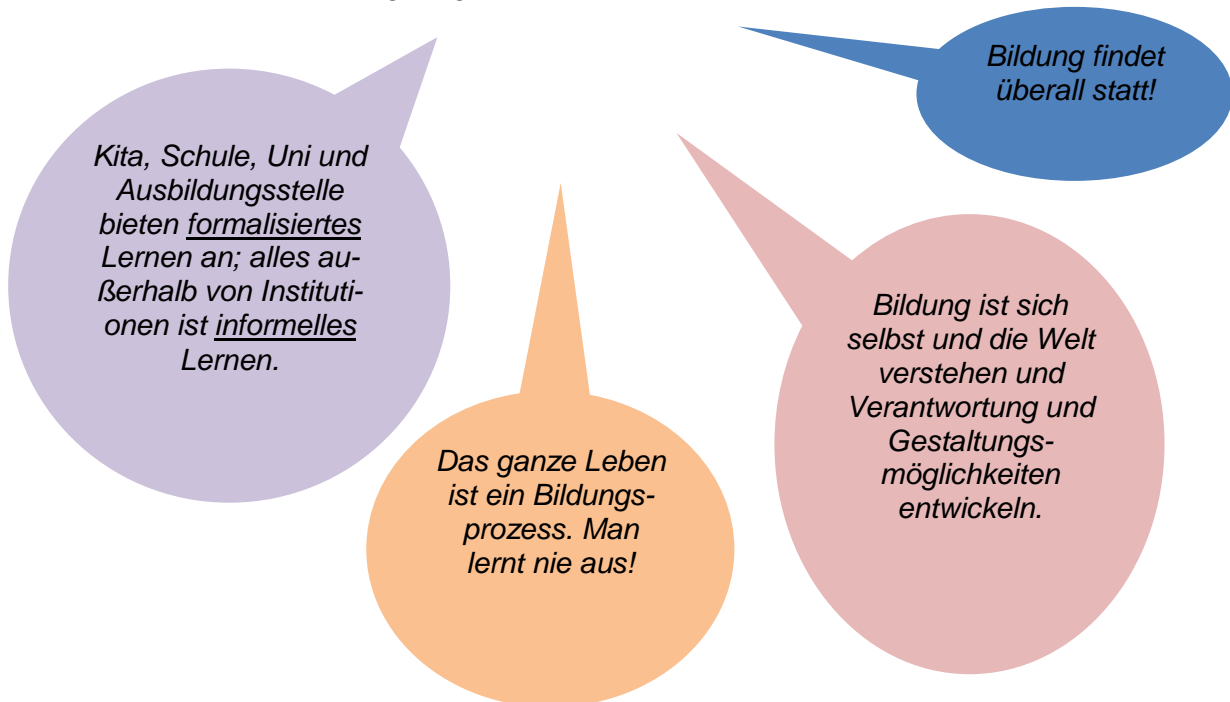 Bildung findet
überall statt!
Kita, Schule, Uni und
Ausbildungsstelle
bieten formalisiertes
Lernen an; alles au-
ßerhalb von Instituti-
onen ist informelles
Lernen.
Bildung ist sich
selbst und die Welt
verstehen und
Verantwortung und
Gestaltungs-
möglichkeiten
entwickeln.
Das ganze Leben
ist ein Bildungs-
prozess. Man
lernt nie aus!